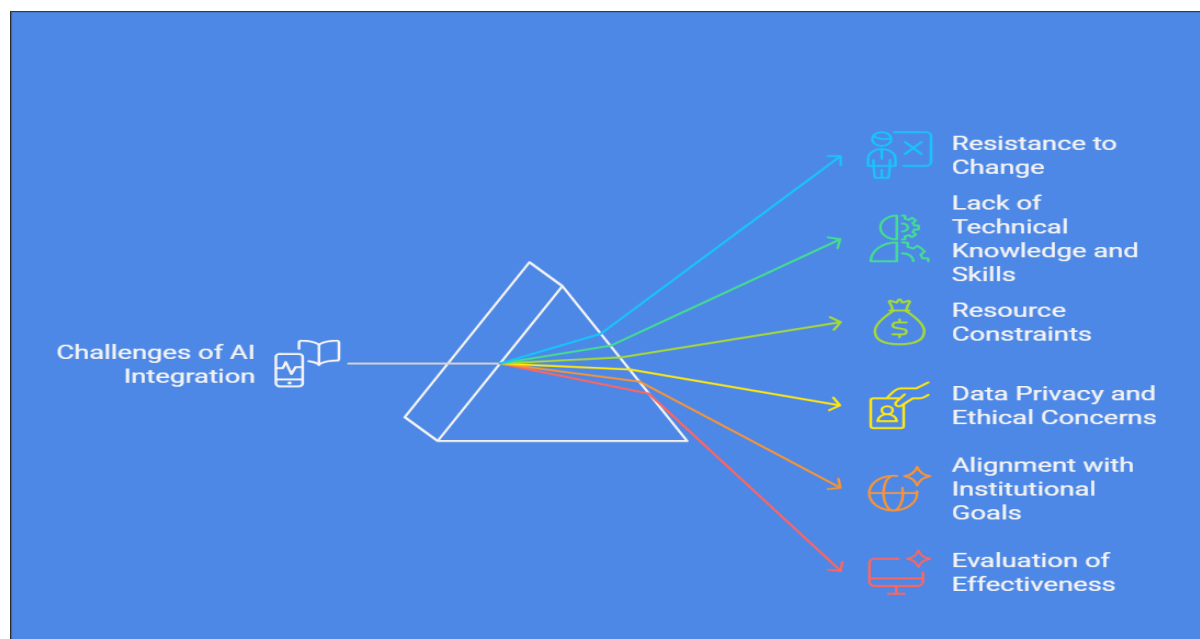 Challenges of AI
Integration
Resistance to
Change
Lack of
Technical
Knowledge and
Skills
$
Resource
Constraints
Data Privacy and
Ethical Concerns
Alignment with
Institutional
Goals
Evaluation of
Effectiveness